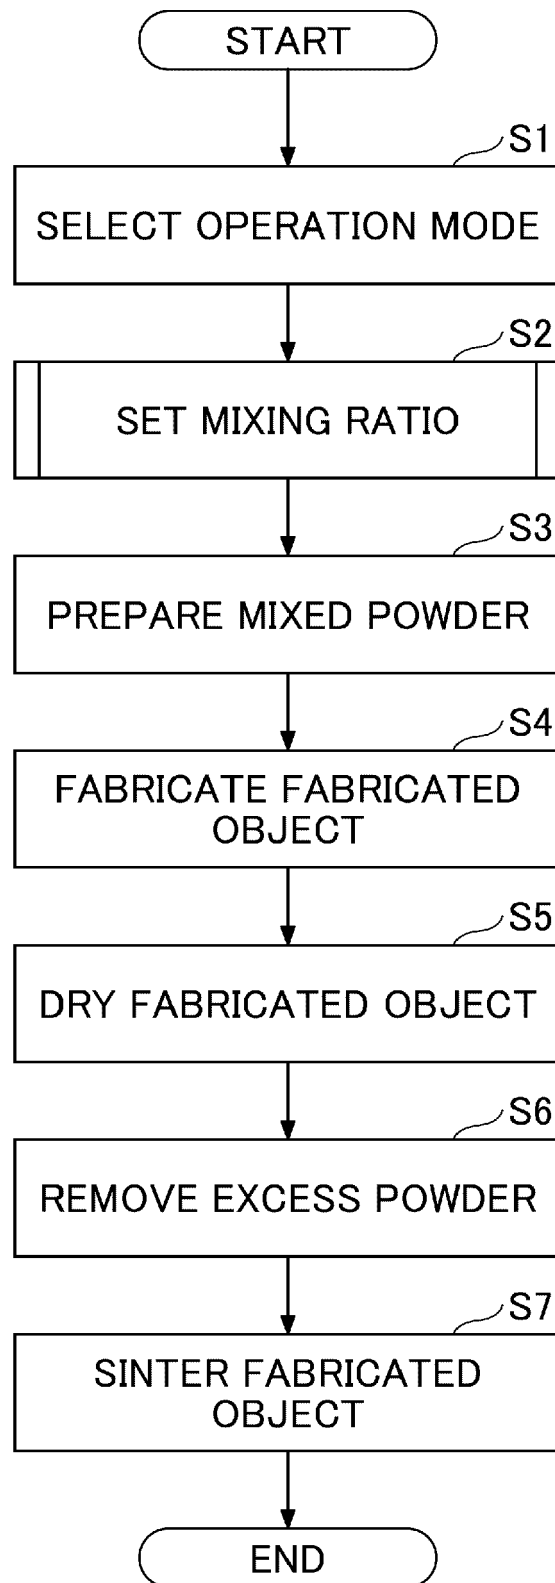 START
S1
SELECT OPERATION MODE
S2
SET MIXING RATIO
S3
PREPARE MIXED POWDER
S4
FABRICATE FABRICATED
OBJECT
S5
DRY FABRICATED OBJECT
S6
REMOVE EXCESS POWDER
S7
SINTER FABRICATED
OBJECT
END